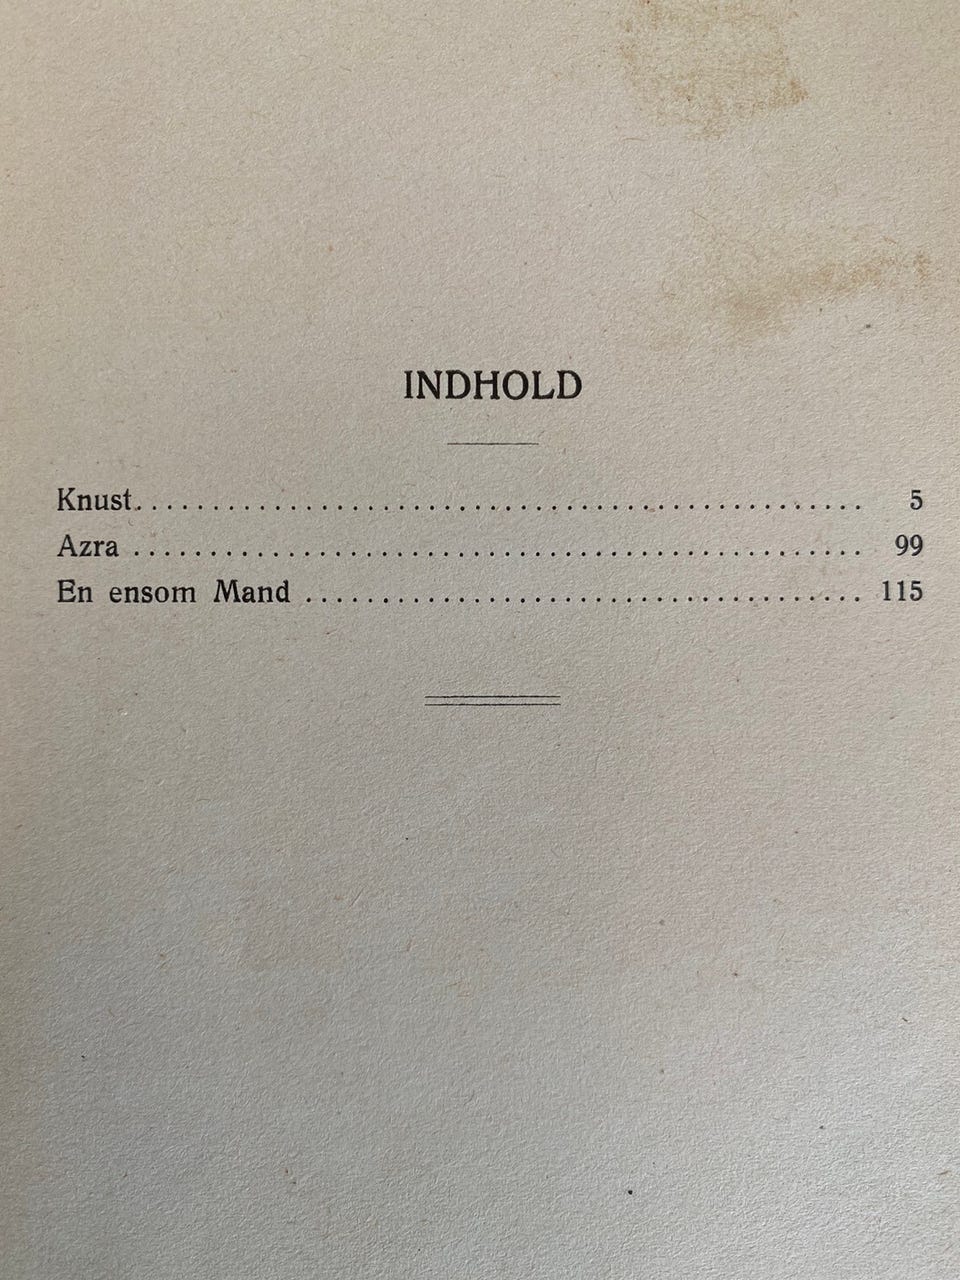 INDHOLD
Knust. . . . . . . . . . . . . . . . . . . . . . . . . . . . . . . . . . . . . . . . . . . . . . . 5
Azra . . . . . . . . . . . . . . . . . . . . . . . . . . . . . . . . . . . . . . . . . . . . . . . 99
En ensom Mand . . . . . . . . . . . . . . . . . . . . . . . . . . . . . . . . . . . . 115